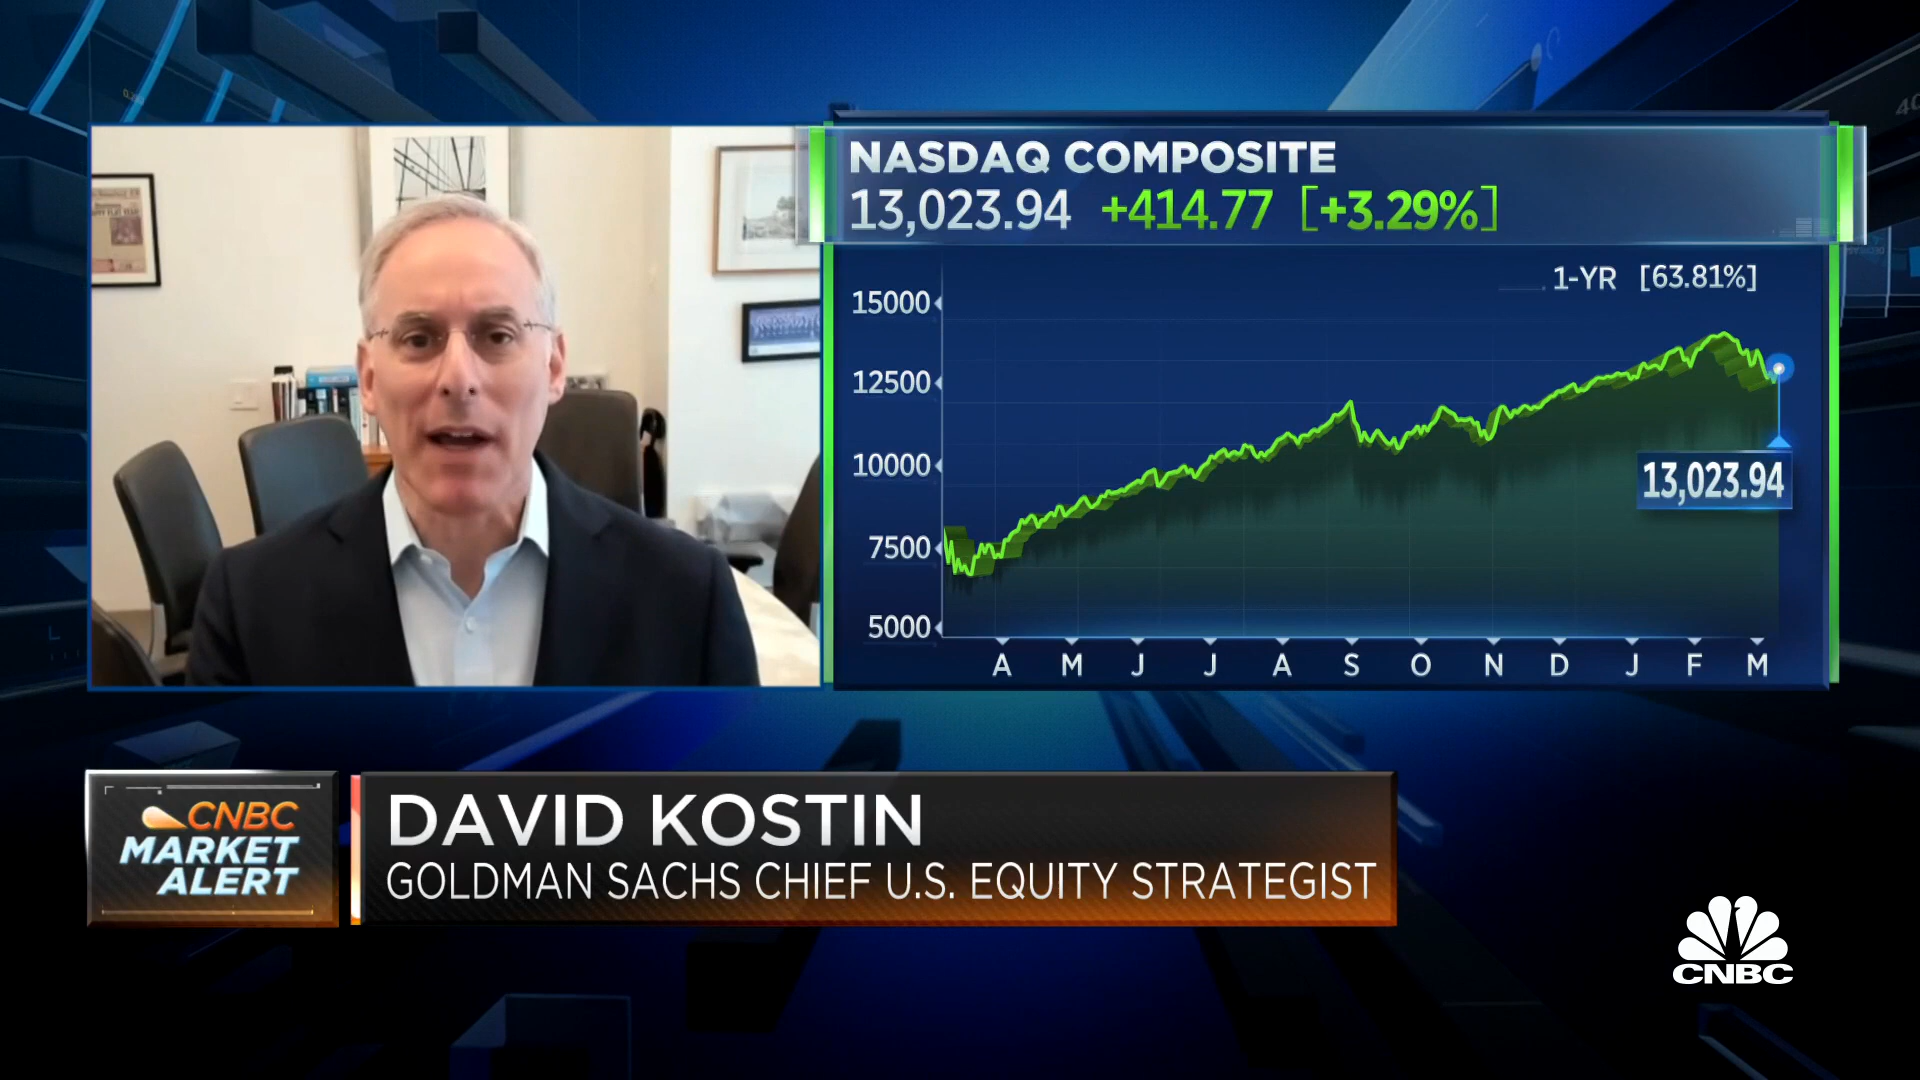 NASDAQ COMPOSITE
13,023.94 +414.77 [+3.29%]
1-YR [63.81%]
15000
12500
10000
7500
5000
13,023.94
A M J J A S O N D J F M
CNBC
MARKET
ALERT
DAVID KOSTIN
GOLDMAN SACHS CHIEF U.S. EQUITY STRATEGIST
CNBC